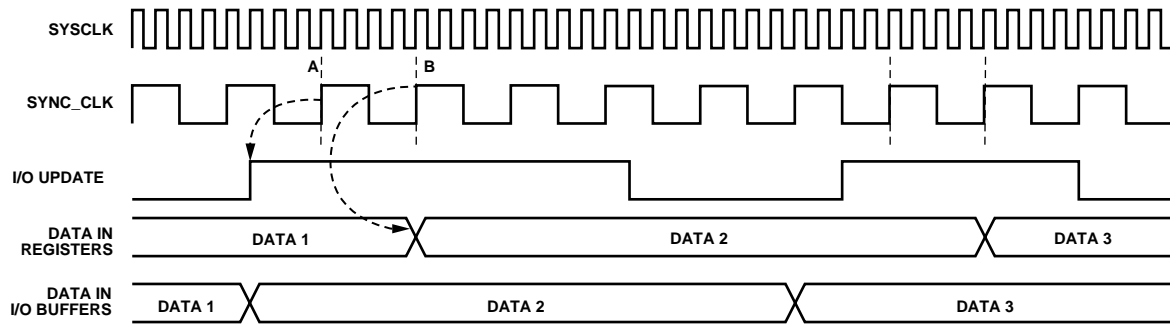 SYSCLK
A
B
SYNC_CLK
I/O UPDATE
DATA IN
REGISTERS
DATA 1
DATA 2
DATA 3
DATA IN
I/O BUFFERS
DATA 1
DATA 2
DATA 3